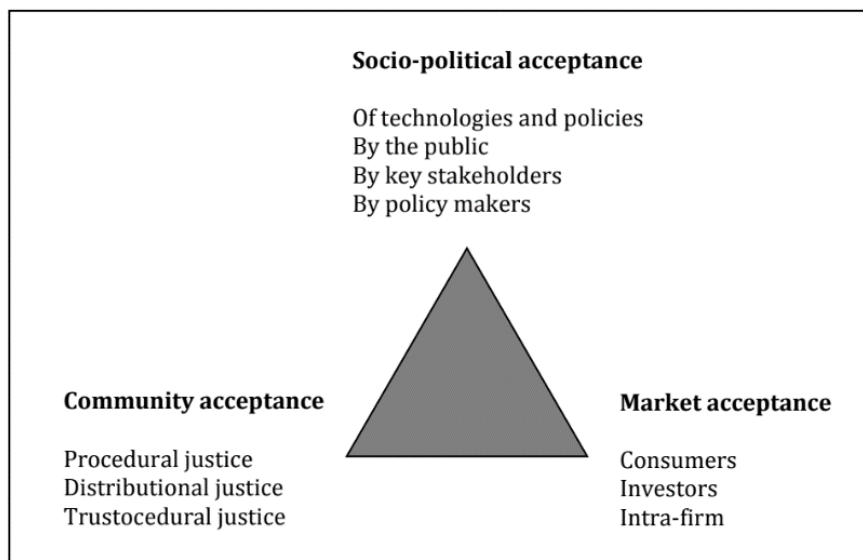 Socio-political acceptance
Of technologies and policies
By the public
By key stakeholders
By policy makers
Community acceptance
Procedural justice
Distributional justice
Trustocedural justice
Market acceptance
Consumers
Investors
Intra-firm